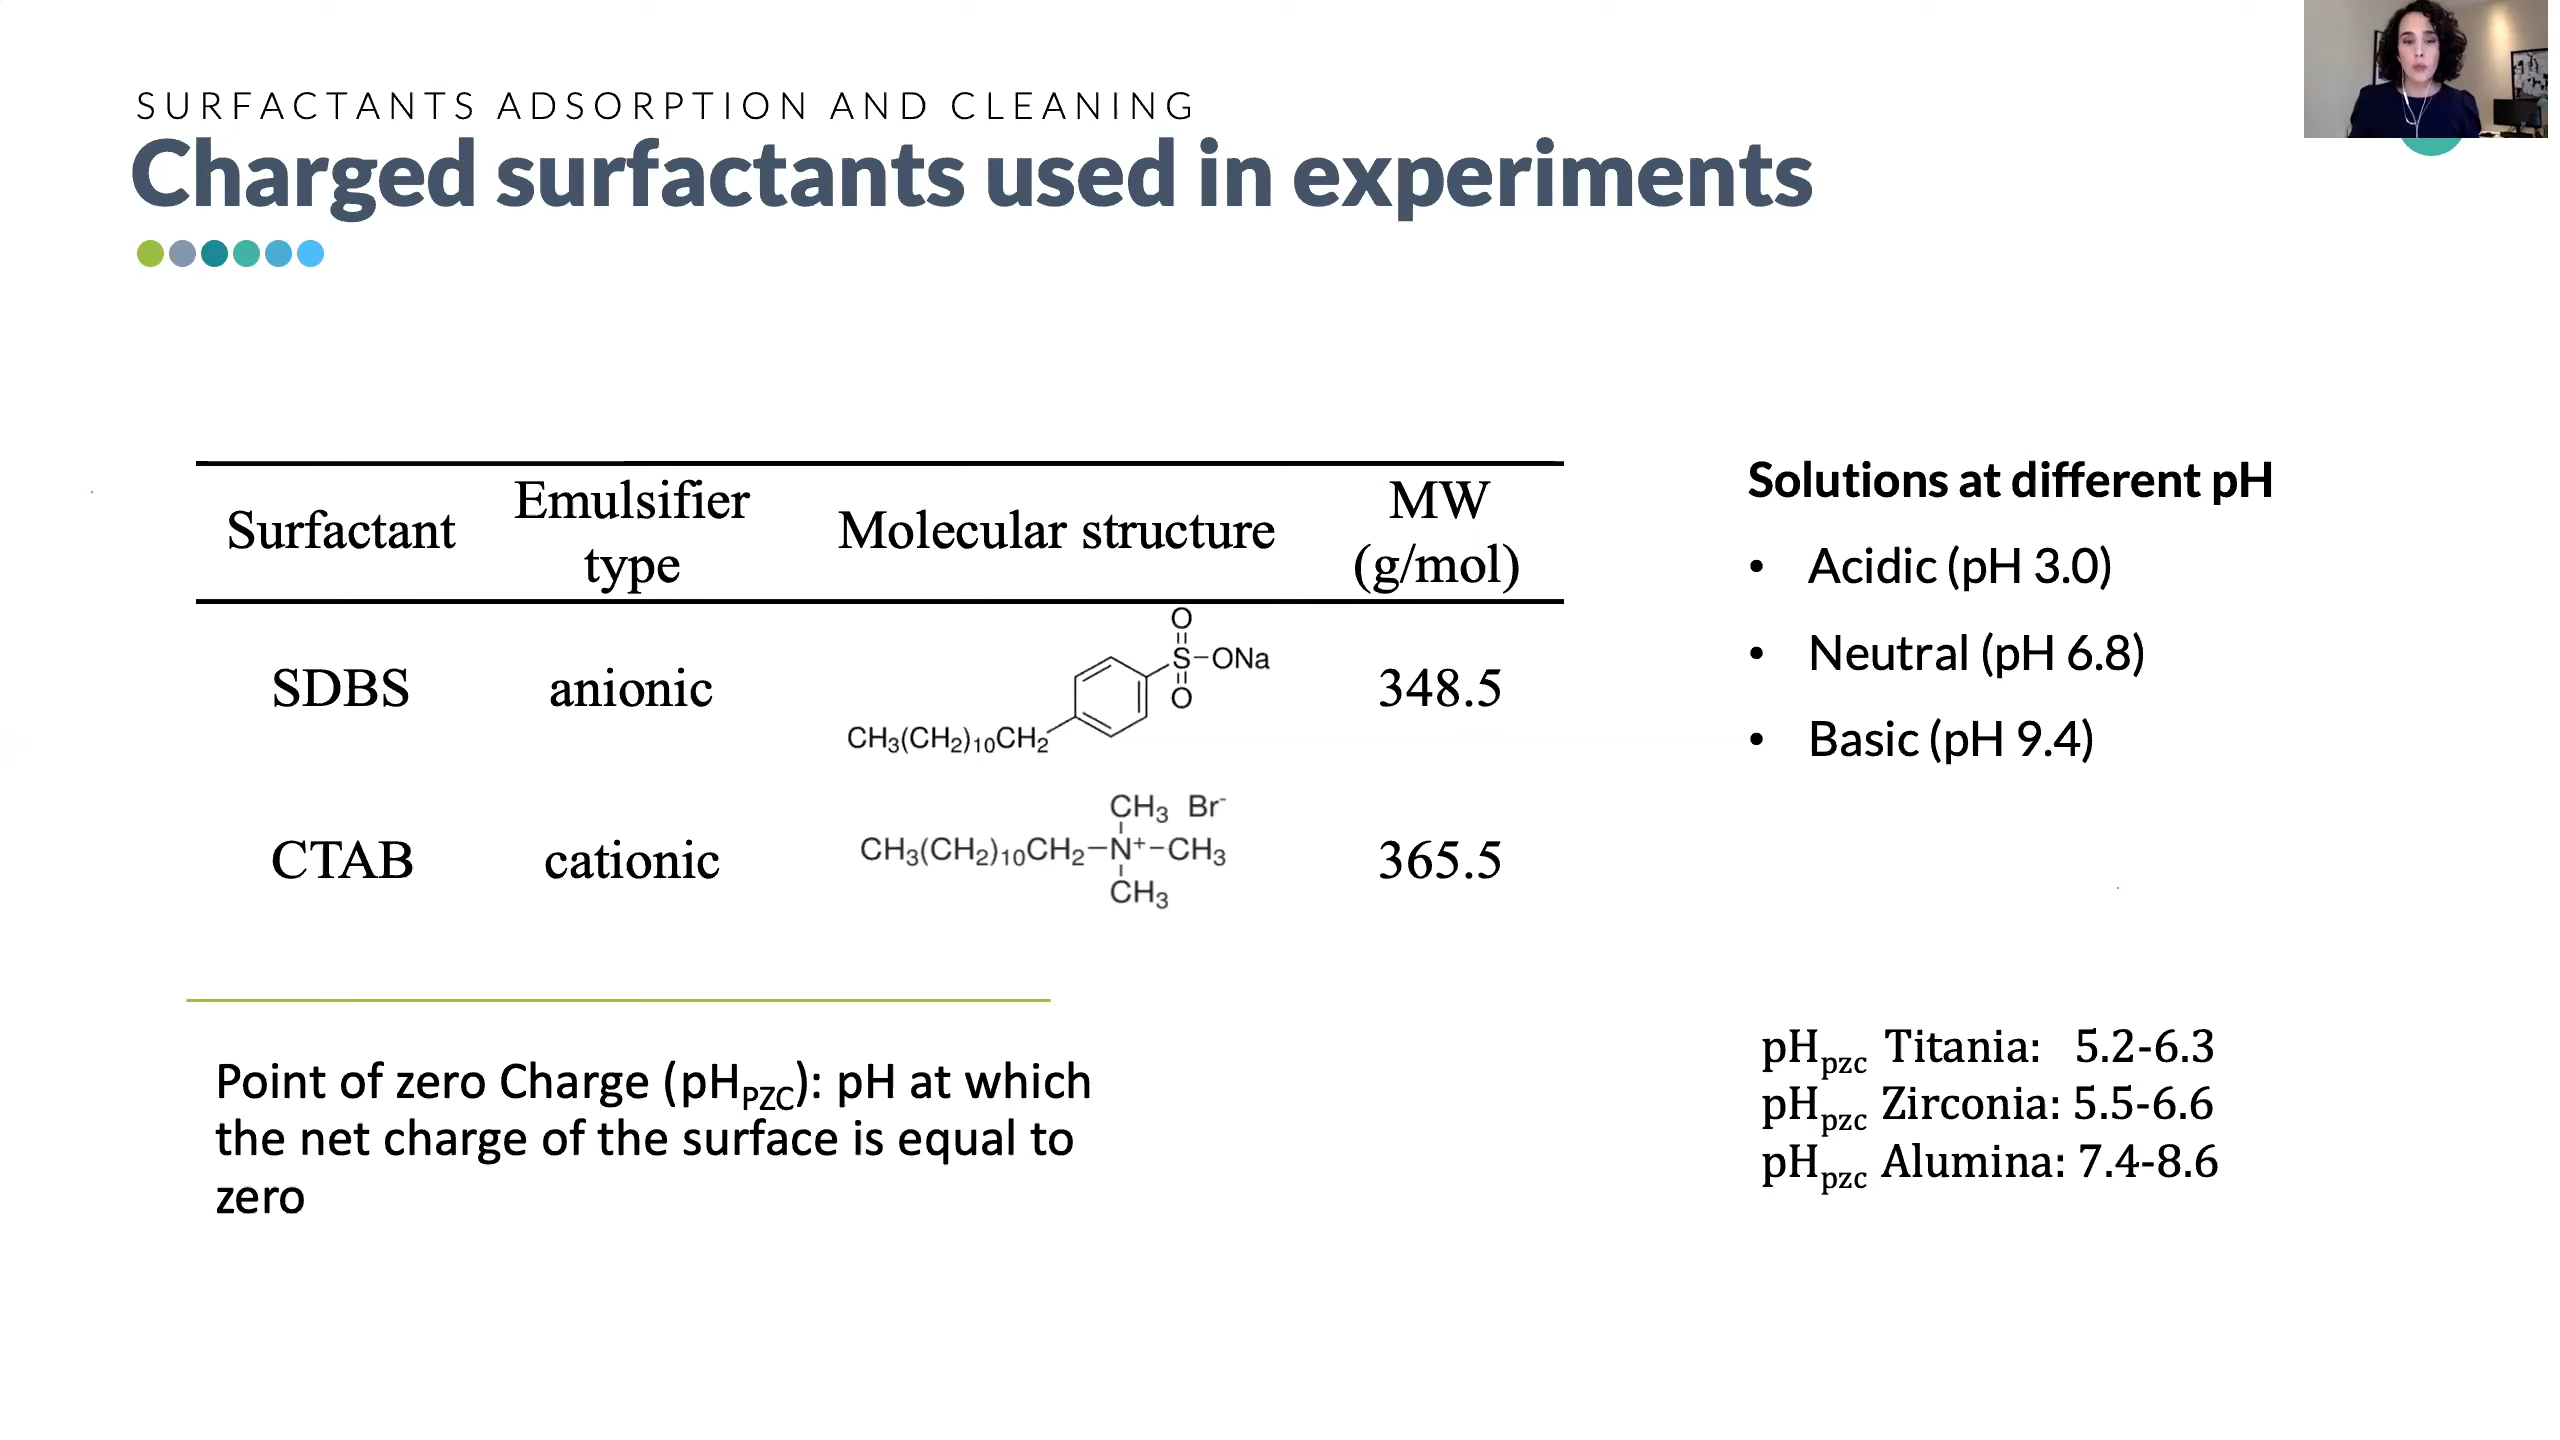 SURFACTANTS ADSORPTION AND CLEANING
Charged surfactants used in experiments
Surfactant Emulsifier type Molecular structure MW (g/mol)
SDBS anionic CH₃(CH₂)₁₀CH₂ O S O ONa 348.5
CTAB cationic CH₃(CH₂)₁₀CH₂–N⁺–CH₃ CH₃ Br⁻ CH₃ 365.5
Solutions at different pH
• Acidic (pH 3.0)
• Neutral (pH 6.8)
• Basic (pH 9.4)
Point of zero Charge (pH_PZC): pH at which
the net charge of the surface is equal to
zero
pH_pzc Titania: 5.2-6.3
pH_pzc Zirconia: 5.5-6.6
pH_pzc Alumina: 7.4-8.6